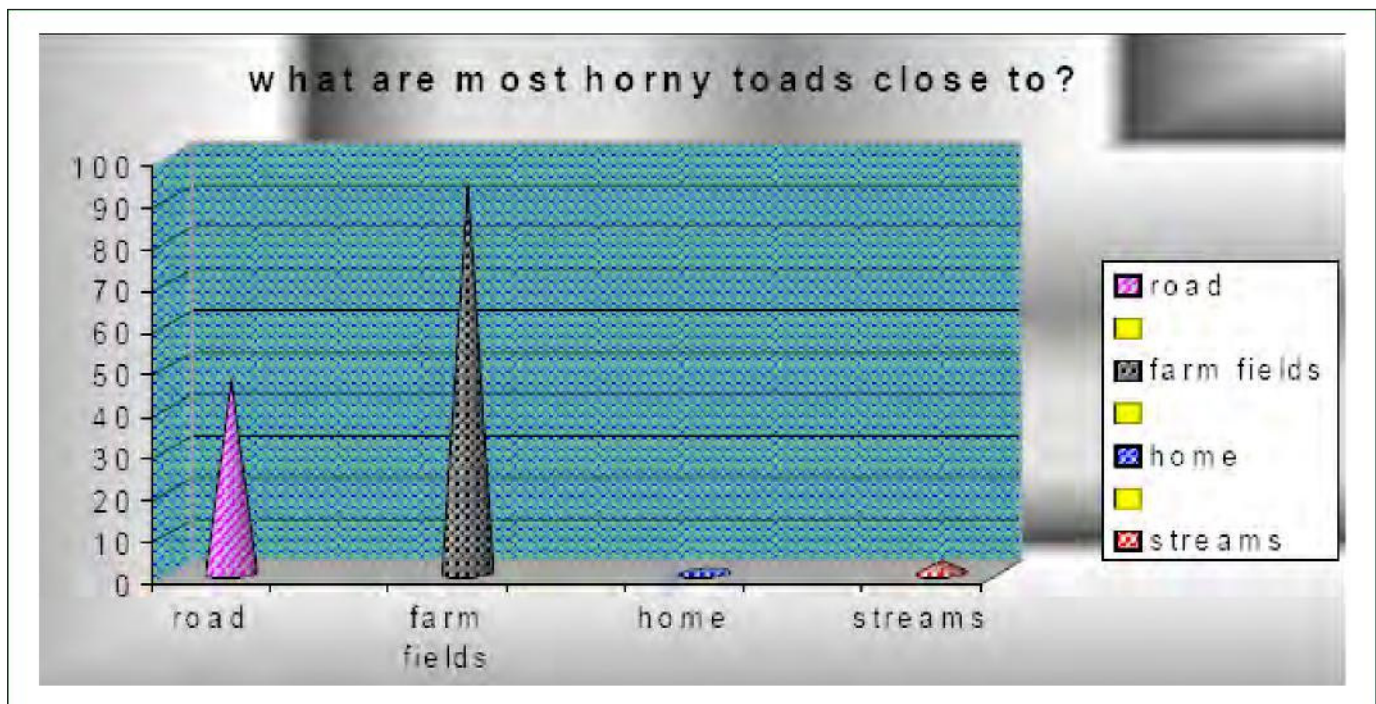 what are most horny toads close to?
100
90
80
70
60
50
40
30
20
10
0
road
farm
fields
home
streams
road
farm fields
home
streams